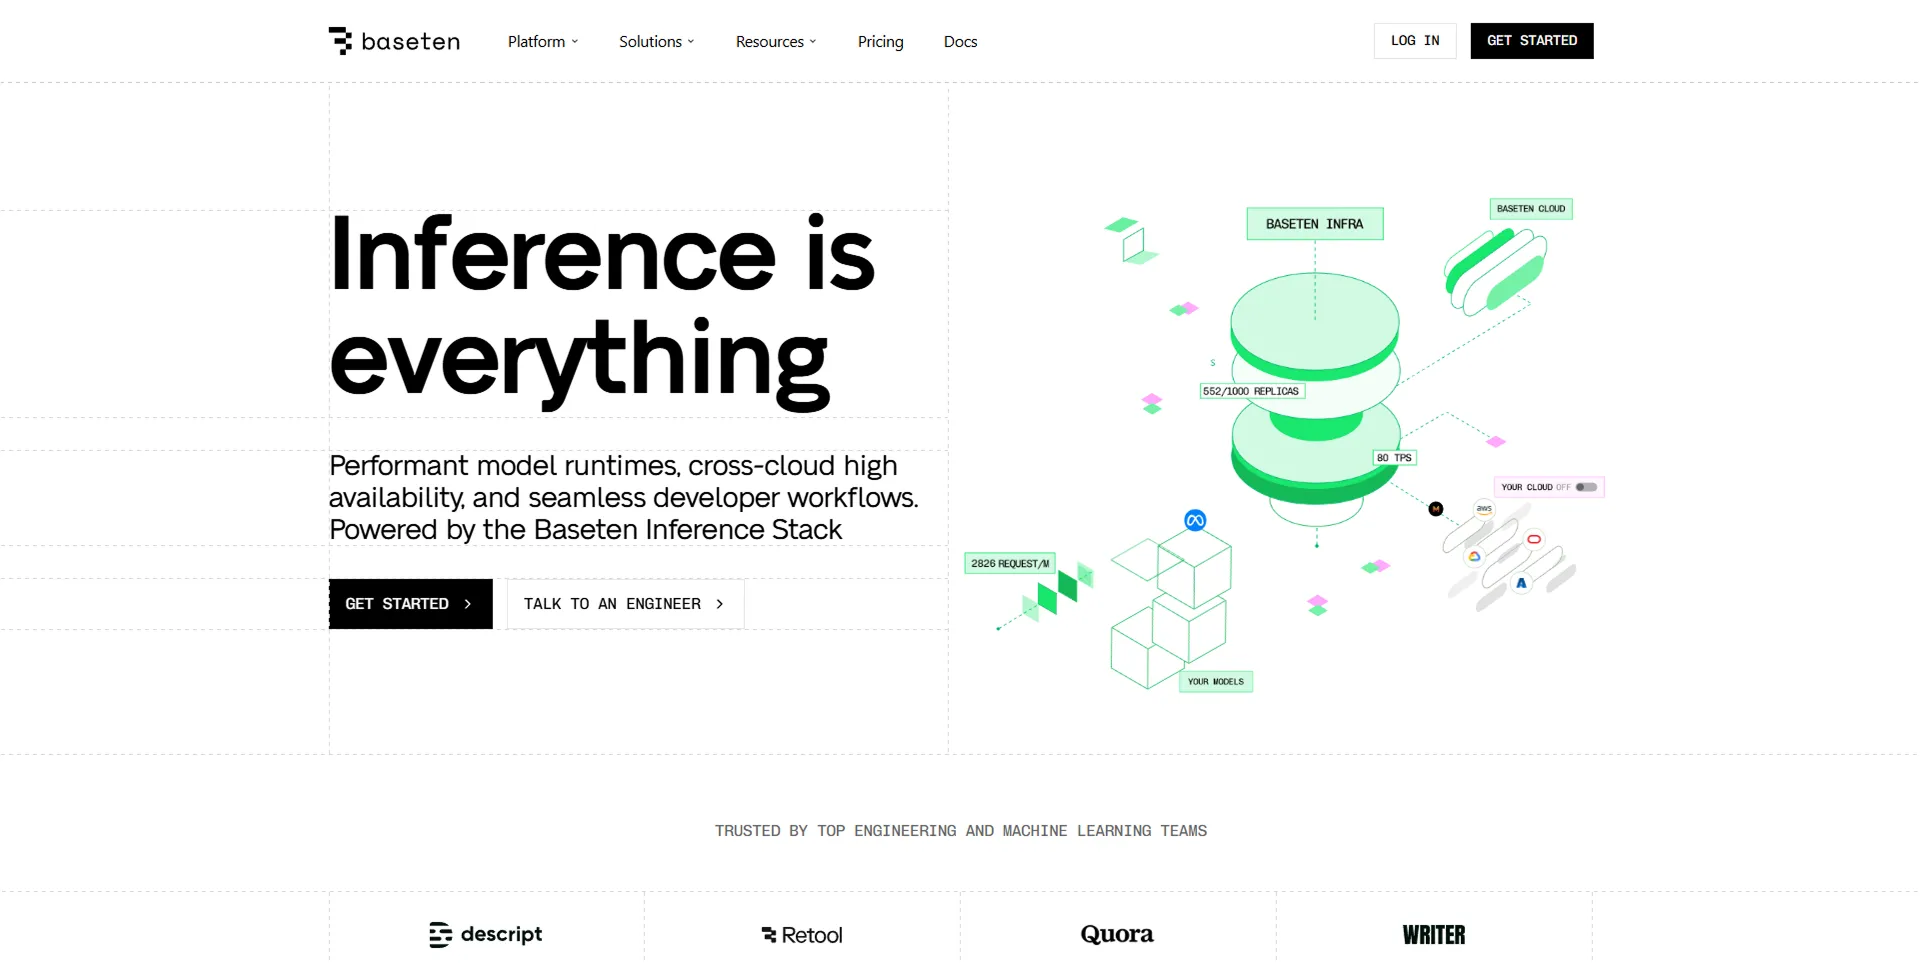 baseten
Platform
Solutions
Resources
Pricing
Docs
LOG IN
GET STARTED
Inference is
everything
Performant model runtimes, cross-cloud high
availability, and seamless developer workflows.
Powered by the Baseten Inference Stack
GET STARTED
TALK TO AN ENGINEER
BASETEN INFRA
BASETEN CLOUD
S
552/1000 REPLICAS
80 TPS
YOUR CLOUD OFF
M
aws
A
2826 REQUEST/M
YOUR MODELS
TRUSTED BY TOP ENGINEERING AND MACHINE LEARNING TEAMS
descript
Retool
Quora
WRITER